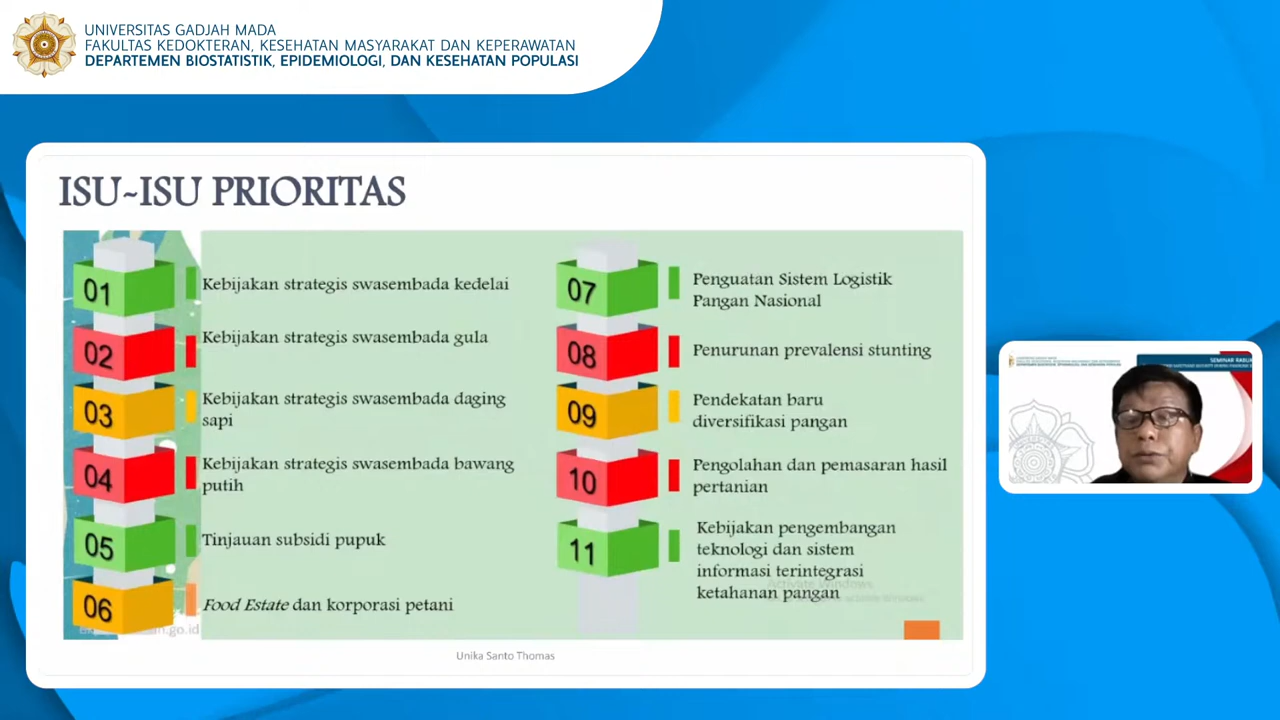 UNIVERSITAS GADJAH MADA
FAKULTAS KEDOKTERAN, KESEHATAN MASYARAKAT DAN KEPERAWATAN
DEPARTEMEN BIOSTATISTIK, EPIDEMIOLOGI, DAN KESEHATAN POPULASI
ISU-ISU PRIORITAS
01
Kebijakan strategis swasembada kedelai
02
Kebijakan strategis swasembada gula
03
Kebijakan strategis swasembada daging
sapi
04
Kebijakan strategis swasembada bawang
putih
05
Tinjauan subsidi pupuk
06
Food Estate dan korporasi petani
07
Penguatan Sistem Logistik
Pangan Nasional
08
Penurunan prevalensi stunting
09
Pendekatan baru
diversifikasi pangan
10
Pengolahan dan pemasaran hasil
pertanian
11
Kebijakan pengembangan
teknologi dan sistem
informasi terintegrasi
ketahanan pangan
Activate Windows
Unika Santo Thomas
SEMINAR RABU